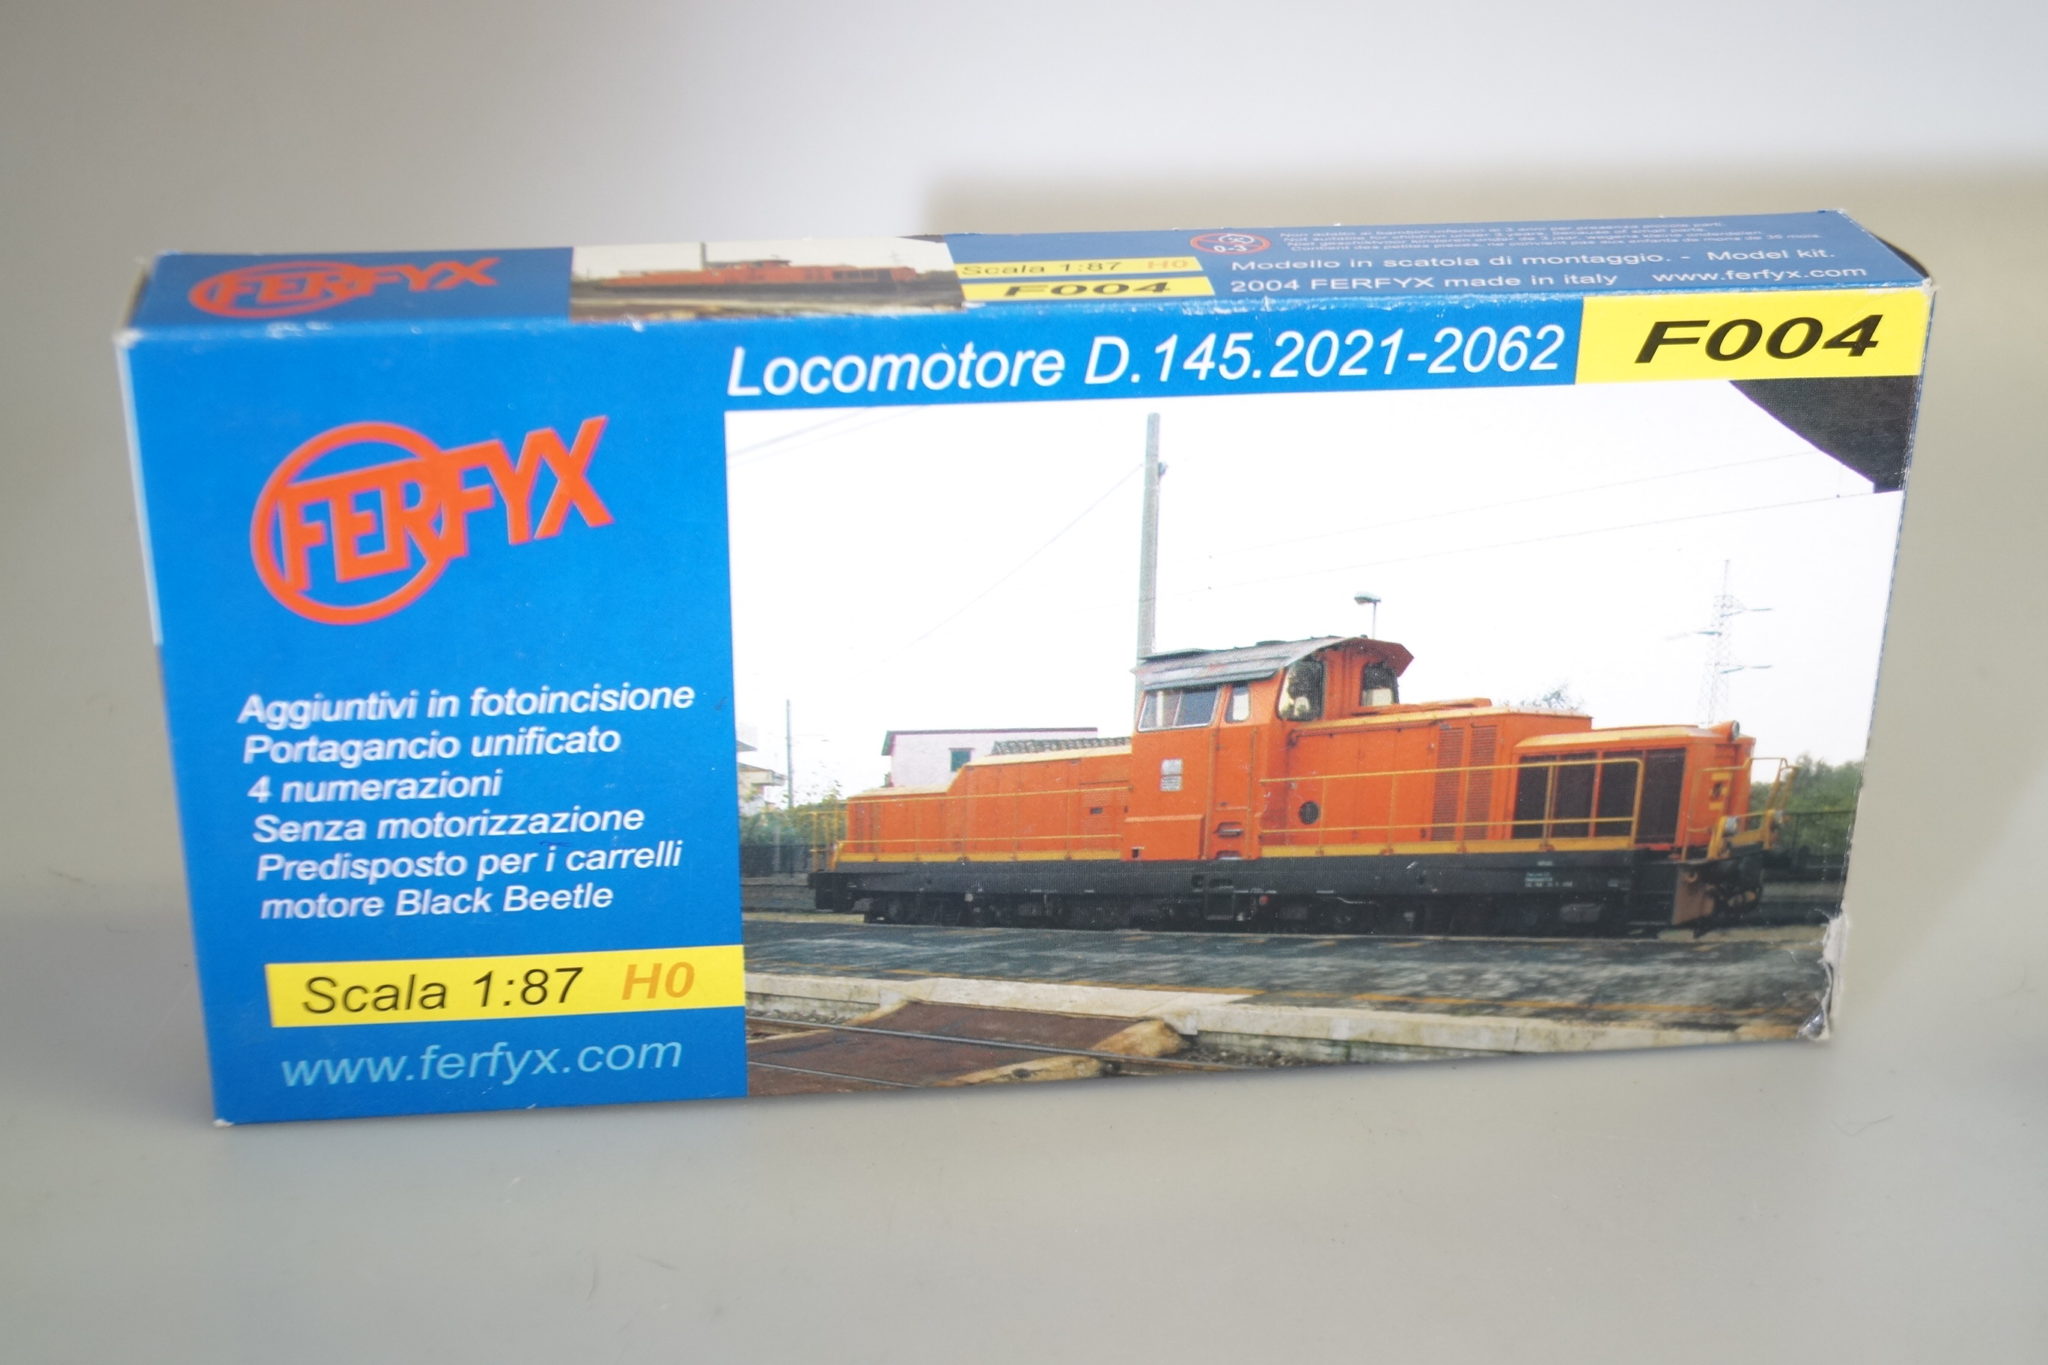 FERFYX
Scala 1:87 H0
F004
0-3
Modello in scatola di montaggio. - Model kit.
2004 FERFYX made in italy www.ferfyx.com
Locomotore D.145.2021-2062
F004
FERFYX
Aggiuntivi in fotoincisione
Portagancio unificato
4 numerazioni
Senza motorizzazione
Predisposto per i carrelli
motore Black Beetle
Scala 1:87 H0
www.ferfyx.com